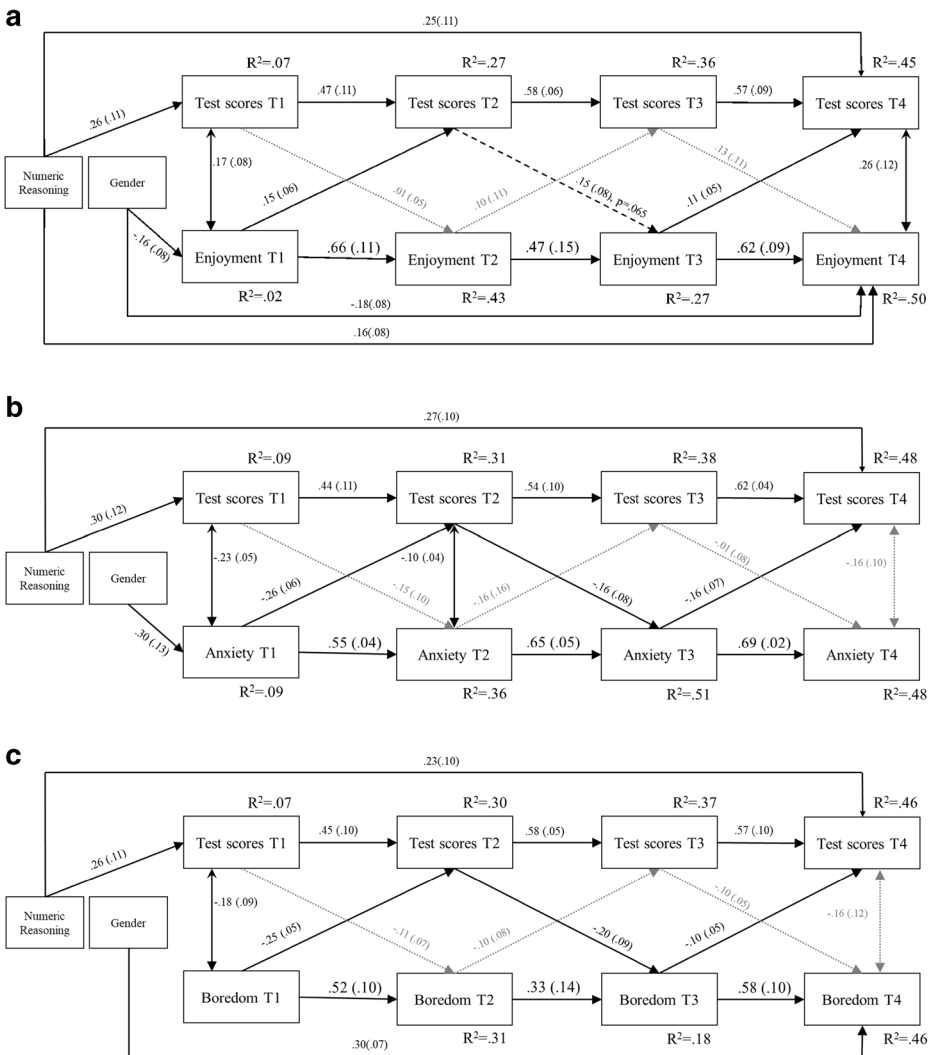 a
.25(.11)
R²=.07
R²=.27
R²=.36
R²=.45
.26 (.11)
Test scores T1
.47 (.11)
Test scores T2
.58 (.06)
Test scores T3
.57 (.09)
Test scores T4
Numeric
Reasoning
Gender
.17 (.08)
.15 (.06)
.01 (.05)
.10 (.11)
.15 (.08), p=.065
.11 (.05)
.13 (.11)
.26 (.12)
-.16 (.08)
Enjoyment T1
.66 (.11)
Enjoyment T2
.47 (.15)
Enjoyment T3
.62 (.09)
Enjoyment T4
R²=.02
R²=.43
R²=.27
R²=.50
-.18(.08)
.16(.08)
b
.27(.10)
R²=.09
R²=.31
R²=.38
R²=.48
.30 (.12)
Test scores T1
.44 (.11)
Test scores T2
.54 (.10)
Test scores T3
.62 (.04)
Test scores T4
Numeric
Reasoning
Gender
-.23 (.05)
-.26 (.06)
-.15 (.10)
-.10 (.04)
-.16 (.16)
-.16 (.08)
-.16 (.07)
-.01 (.08)
-.16 (.10)
.30 (.13)
Anxiety T1
.55 (.04)
Anxiety T2
.65 (.05)
Anxiety T3
.69 (.02)
Anxiety T4
R²=.09
R²=.36
R²=.51
R²=.48
c
.23(.10)
R²=.07
R²=.30
R²=.37
R²=.46
.26 (.11)
Test scores T1
.45 (.10)
Test scores T2
.58 (.05)
Test scores T3
.57 (.10)
Test scores T4
Numeric
Reasoning
Gender
-.18 (.09)
-.25 (.05)
-.11 (.07)
-.10 (.08)
-.20 (.09)
-.10 (.05)
-.10 (.05)
-.16 (.12)
Boredom T1
.52 (.10)
Boredom T2
.33 (.14)
Boredom T3
.58 (.10)
Boredom T4
R²=.31
R²=.18
R²=.46
.30(.07)